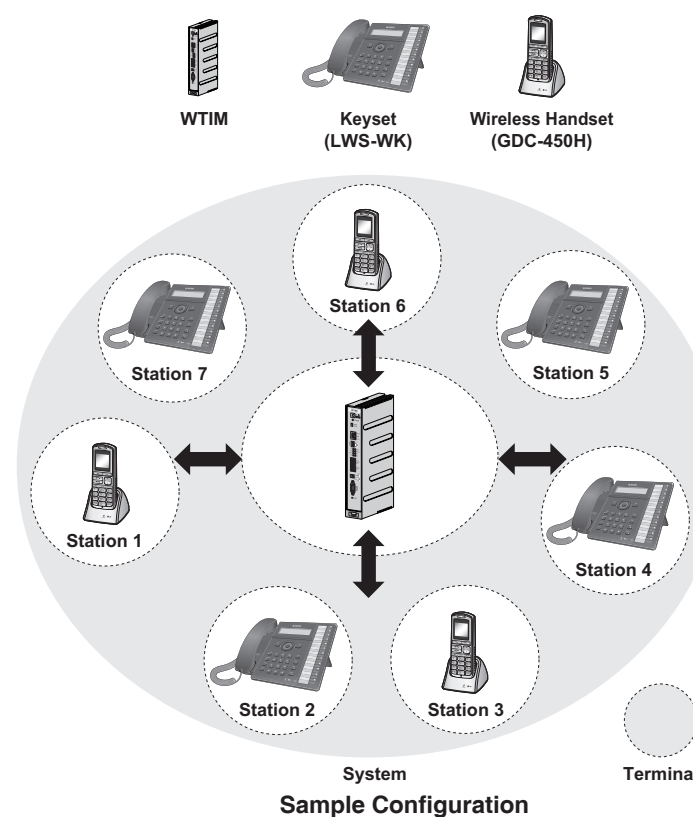 WTIM
Keyset
(LWS-WK)
Wireless Handset
(GDC-450H)
Station 6
Station 7
Station 5
Station 1
Station 4
Station 2
Station 3
System
Termina
Sample Configuration